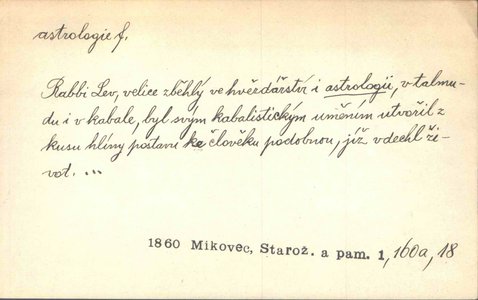 astrologie f.
Rabbi Lev, velice zběhlý ve hvězdářství i astrologii, v talmu-
du i v kabale, byl svým kabalistickým uměním utvořil z
kusu hlíny postavu ke člověku podobnou, jíž vdechl ži-
vot. ...
1860 Mikovec, Starož. a pam. 1, 160a, 18